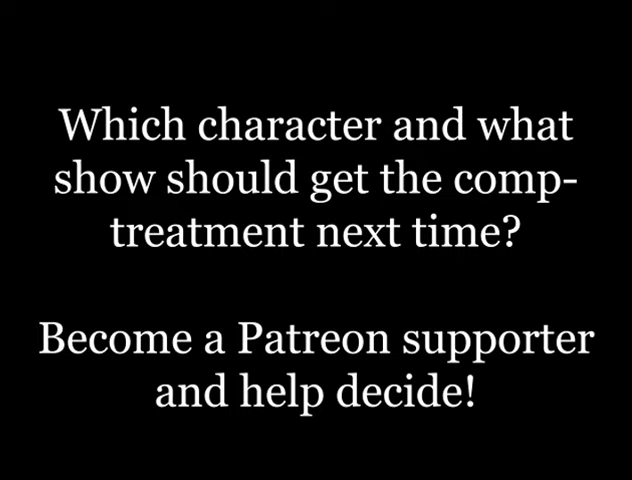 Which character and what
show should get the comp-
treatment next time?
Become a Patreon supporter
and help decide!